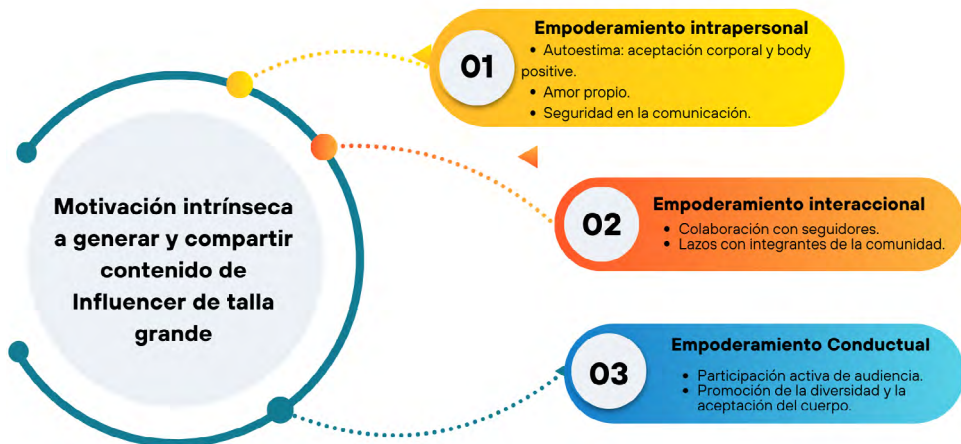 Motivación intrínseca
a generar y compartir
contenido de
Influencer de talla
grande
01
Empoderamiento intrapersonal
• Autoestima: aceptación corporal y body
positive.
• Amor propio.
• Seguridad en la comunicación.
02
Empoderamiento interaccional
• Colaboración con seguidores.
• Lazos con integrantes de la comunidad.
03
Empoderamiento Conductual
• Participación activa de audiencia.
• Promoción de la diversidad y la
aceptación del cuerpo.